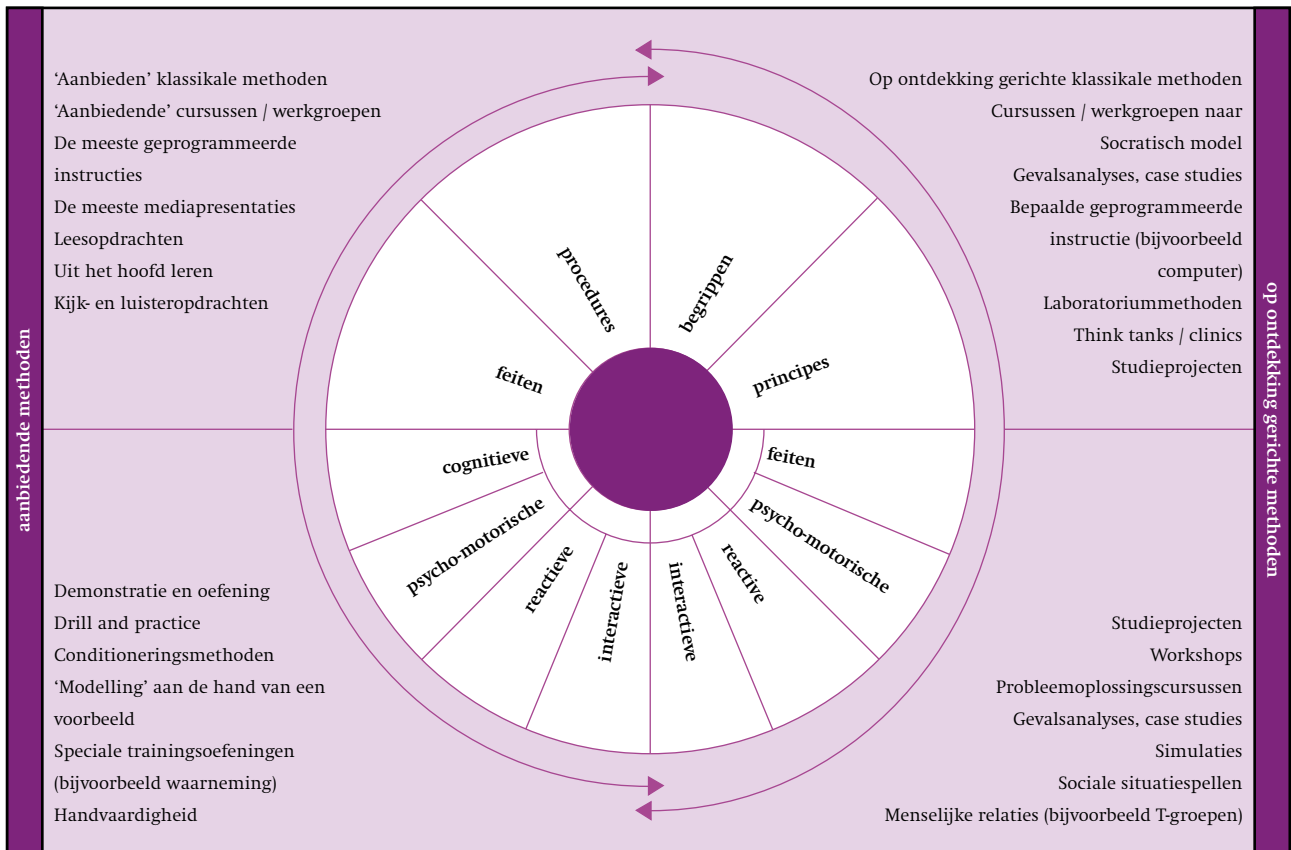 aanbiedende methoden
‘Aanbieden’ klassikale methoden
‘Aanbiedende’ cursussen / werkgroepen
De meeste geprogrammeerde
instructies
De meeste mediapresentaties
Leesopdrachten
Uit het hoofd leren
Kijk- en luisteropdrachten
Demonstratie en oefening
Drill and practice
Conditioneringsmethoden
‘Modelling’ aan de hand van een
voorbeeld
Speciale trainingsoefeningen
(bijvoorbeeld waarneming)
Handvaardigheid
feiten
procedures
begrippen
principes
cognitieve
psycho-motorische
reactieve
interactieve
interactieve
reactive
psycho-motorische
feiten
Op ontdekking gerichte klassikale methoden
Cursussen / werkgroepen naar
Socratisch model
Gevalsanalyses, case studies
Bepaalde geprogrammeerde
instructie (bijvoorbeeld
computer)
Laboratoriummethoden
Think tanks / clinics
Studieprojecten
Studieprojecten
Workshops
Probleemoplossingscursussen
Gevalsanalyses, case studies
Simulaties
Sociale situatiespellen
Menselijke relaties (bijvoorbeeld T-groepen)
op ontdekking gerichte methoden